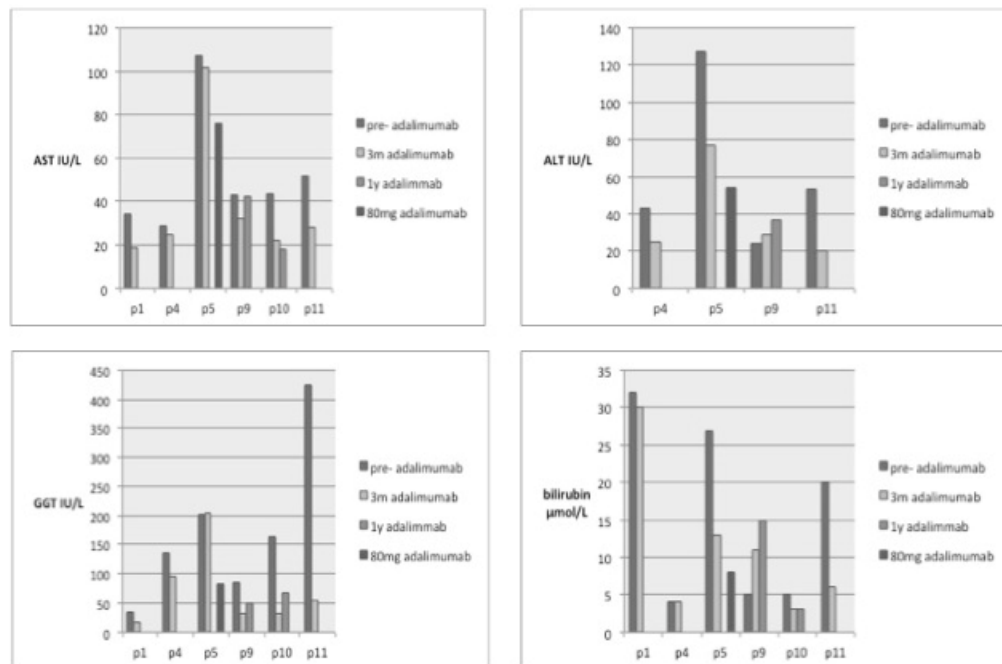 120
100
80
60
40
20
0
AST IU/L
p1 p4 p5 p9 p10 p11
pre- adalimumab
3m adalimumab
1y adalimmab
80mg adalimumab
140
120
100
80
60
40
20
0
ALT IU/L
p4 p5 p9 p11
pre- adalimumab
3m adalimumab
1y adalimmab
80mg adalimumab
450
400
350
300
250
200
150
100
50
0
GGT IU/L
p1 p4 p5 p9 p10 p11
pre- adalimumab
3m adalimumab
1y adalimmab
80mg adalimumab
35
30
25
20
15
10
5
0
bilirubin
µmol/L
p1 p4 p5 p9 p10 p11
pre- adalimumab
3m adalimumab
1y adalimmab
80mg adalimumab